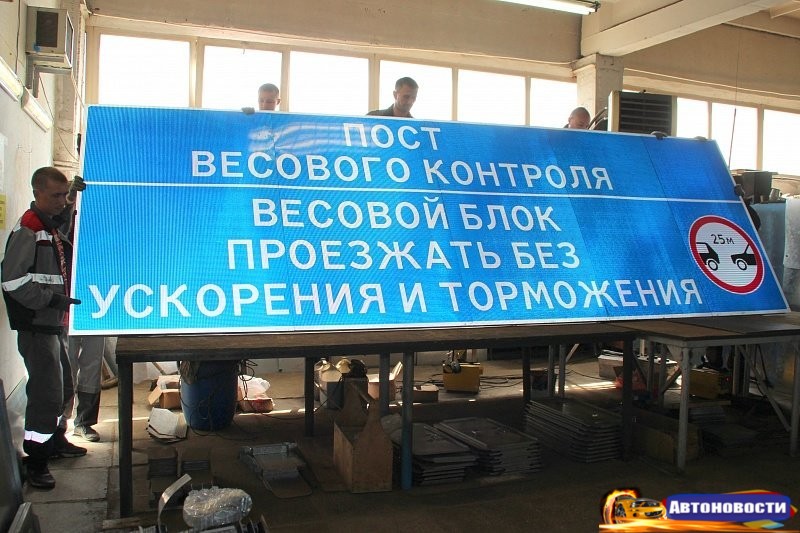 ПОСТ
ВЕСОВОГО КОНТРОЛЯ
ВЕСОВОЙ БЛОК
ПРОЕЗЖАТЬ БЕЗ
УСКОРЕНИЯ И ТОРМОЖЕНИЯ
25м
АВТОНОВОСТИ